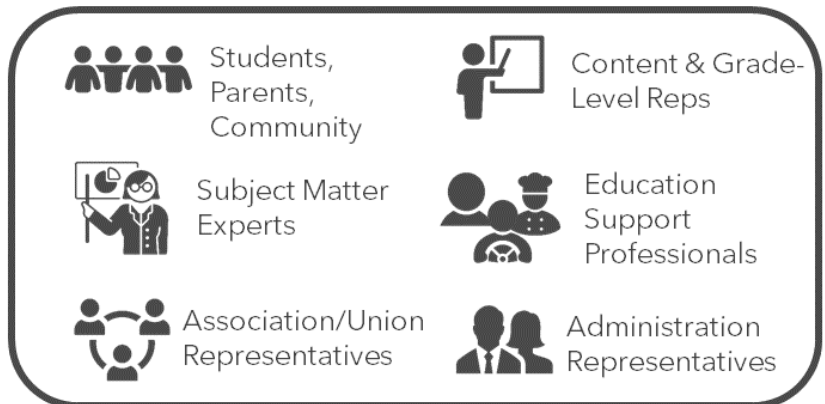 Students,
Parents,
Community
Content & Grade-
Level Reps
Subject Matter
Experts
Education
Support
Professionals
Association/Union
Representatives
Administration
Representatives